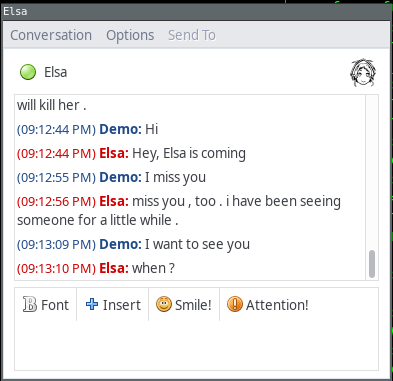 Elsa
Conversation Options Send To
Elsa
will kill her .
(09:12:44 PM) Demo: Hi
(09:12:44 PM) Elsa: Hey, Elsa is coming
(09:12:55 PM) Demo: I miss you
(09:12:56 PM) Elsa: miss you , too . i have been seeing
someone for a little while .
(09:13:09 PM) Demo: I want to see you
(09:13:10 PM) Elsa: when ?
Font Insert Smile! Attention!